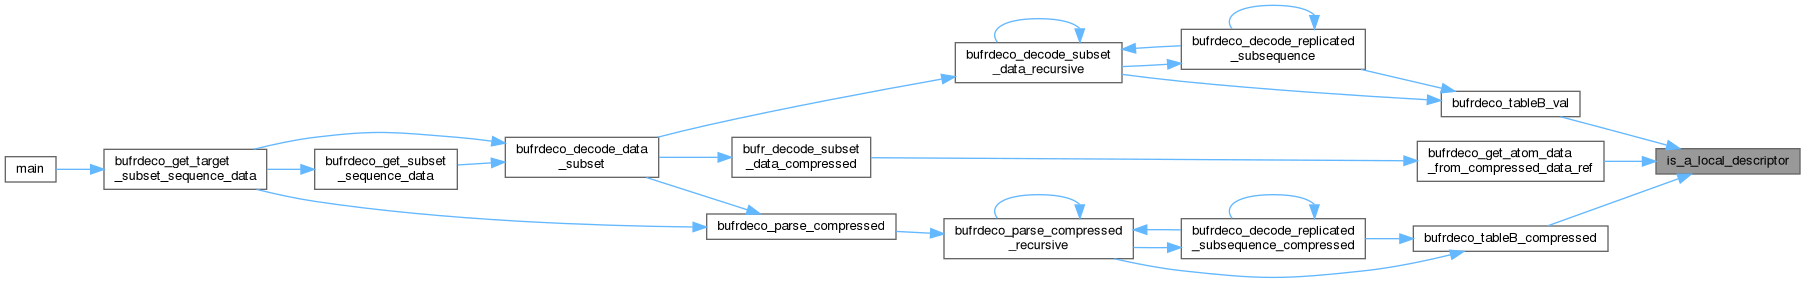 main
bufrdeco_get_target
_subset_sequence_data
bufrdeco_get_subset
_sequence_data
bufrdeco_decode_data
_subset
bufrdeco_decode_subset
_data_recursive
bufrdeco_decode_replicated
_subsequence
bufrdeco_tableB_val
bufr_decode_subset
_data_compressed
bufrdeco_get_atom_data
_from_compressed_data_ref
is_a_local_descriptor
bufrdeco_parse_compressed
bufrdeco_parse_compressed
_recursive
bufrdeco_decode_replicated
_subsequence_compressed
bufrdeco_tableB_compressed